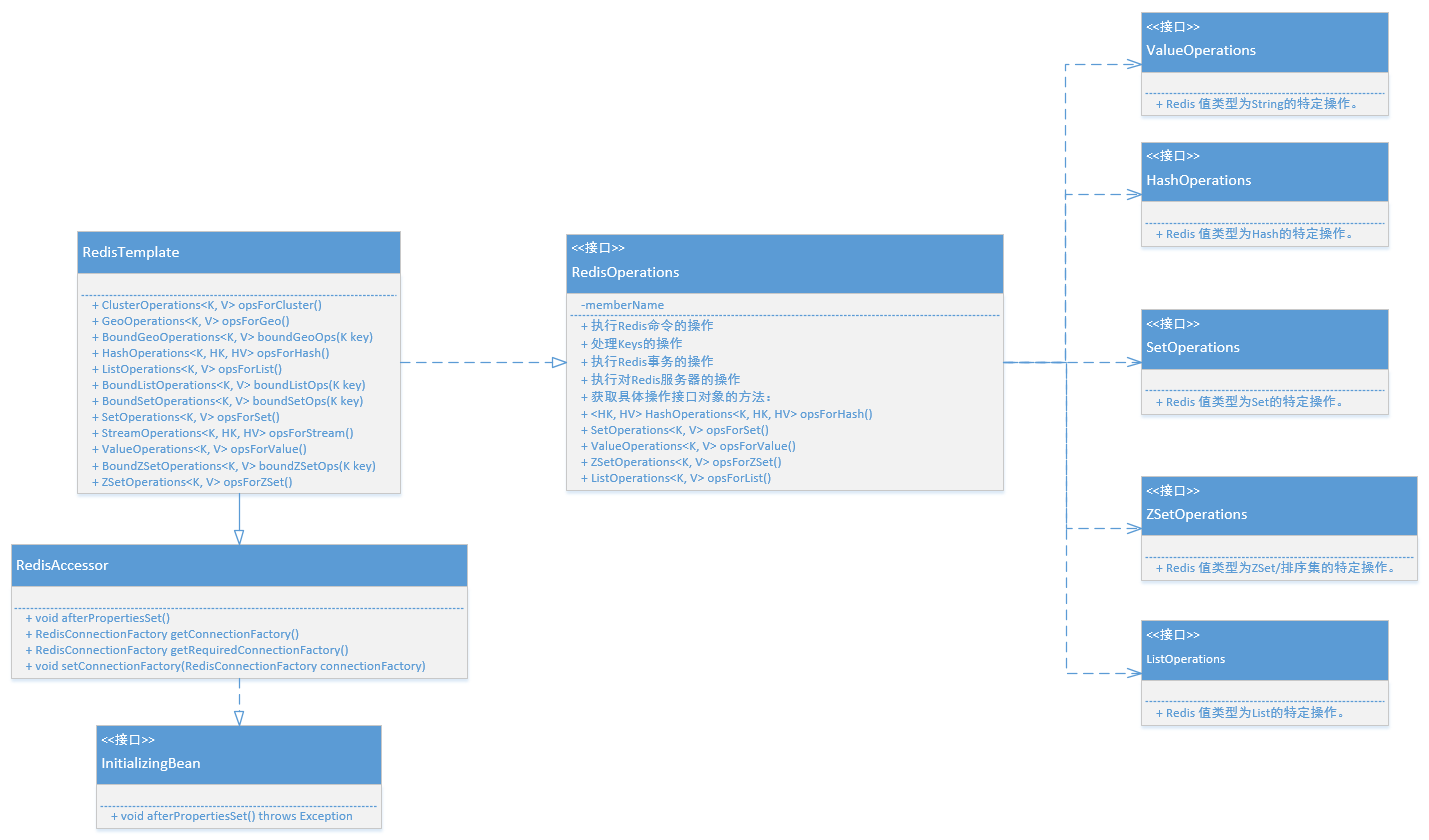 RedisTemplate
+ ClusterOperations<K, V> opsForCluster()
+ GeoOperations<K, V> opsForGeo()
+ BoundGeoOperations<K, V> boundGeoOps(K key)
+ HashOperations<K, HK, HV> opsForHash()
+ ListOperations<K, V> opsForList()
+ BoundListOperations<K, V> boundListOps(K key)
+ BoundSetOperations<K, V> boundSetOps(K key)
+ SetOperations<K, V> opsForSet()
+ StreamOperations<K, HK, HV> opsForStream()
+ ValueOperations<K, V> opsForValue()
+ BoundZSetOperations<K, V> boundZSetOps(K key)
+ ZSetOperations<K, V> opsForZSet()
RedisAccessor
+ void afterPropertiesSet()
+ RedisConnectionFactory getConnectionFactory()
+ RedisConnectionFactory getRequiredConnectionFactory()
+ void setConnectionFactory(RedisConnectionFactory connectionFactory)
<<接口>>
InitializingBean
+ void afterPropertiesSet() throws Exception
<<接口>>
RedisOperations
-memberName
+ 执行Redis命令的操作
+ 处理Keys的操作
+ 执行Redis事务的操作
+ 执行对Redis服务器的操作
+ 获取具体操作接口对象的方法：
+ <HK, HV> HashOperations<K, HK, HV> opsForHash()
+ SetOperations<K, V> opsForSet()
+ ValueOperations<K, V> opsForValue()
+ ZSetOperations<K, V> opsForZSet()
+ ListOperations<K, V> opsForList()
<<接口>>
ValueOperations
+ Redis 值类型为String的特定操作。
<<接口>>
HashOperations
+ Redis 值类型为Hash的特定操作。
<<接口>>
SetOperations
+ Redis 值类型为Set的特定操作。
<<接口>>
ZSetOperations
+ Redis 值类型为ZSet/排序集的特定操作。
<<接口>>
ListOperations
+ Redis 值类型为List的特定操作。